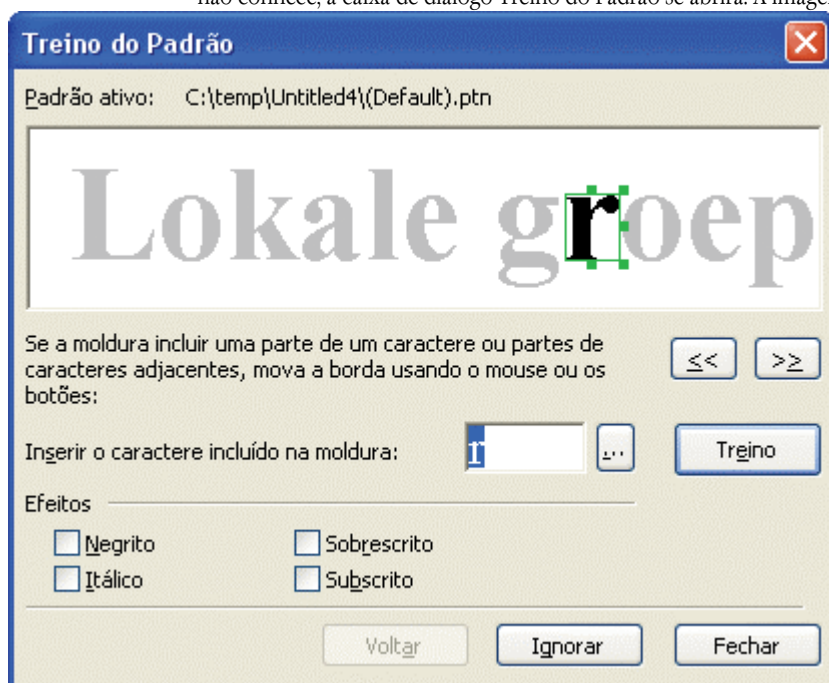 não conhece, a caixa de diálogo Treino do Padrão se abrirá. A imagem
Treino do Padrão
Padrão ativo: C:\temp\Untitled4\(Default).ptn
Lokale groep
Se a moldura incluir uma parte de um caractere ou partes de
caracteres adjacentes, mova a borda usando o mouse ou os
botões:
<< >>
Inserir o caractere incluído na moldura: r ... Treino
Efeitos
Negrito Sobrescrito
Itálico Subscrito
Voltar Ignorar Fechar